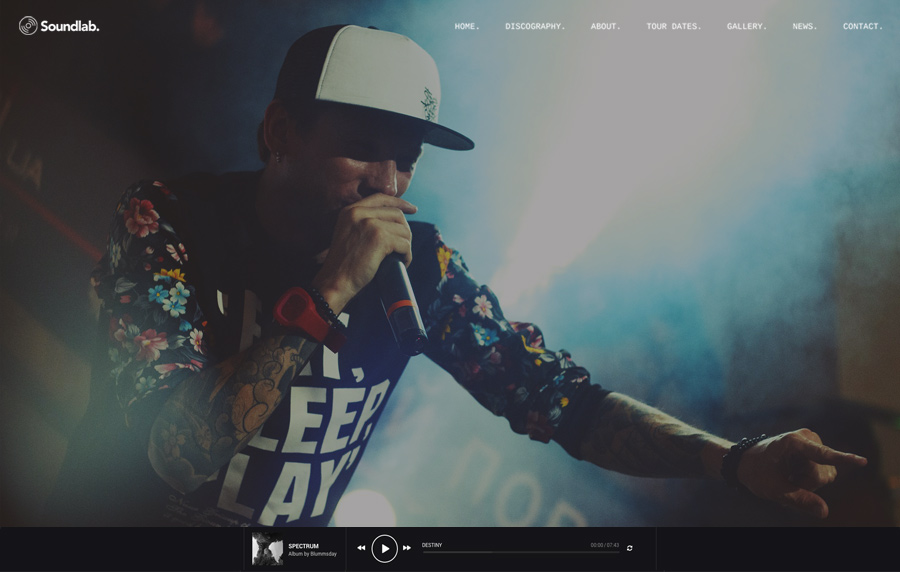 Soundlab.
HOME. DISCOGRAPHY. ABOUT. TOUR DATES. GALLERY. NEWS. CONTACT.
LEEP,
LAY"
SPECTRUM
Album by Blummsday
DESTINY
00:00 / 07:43